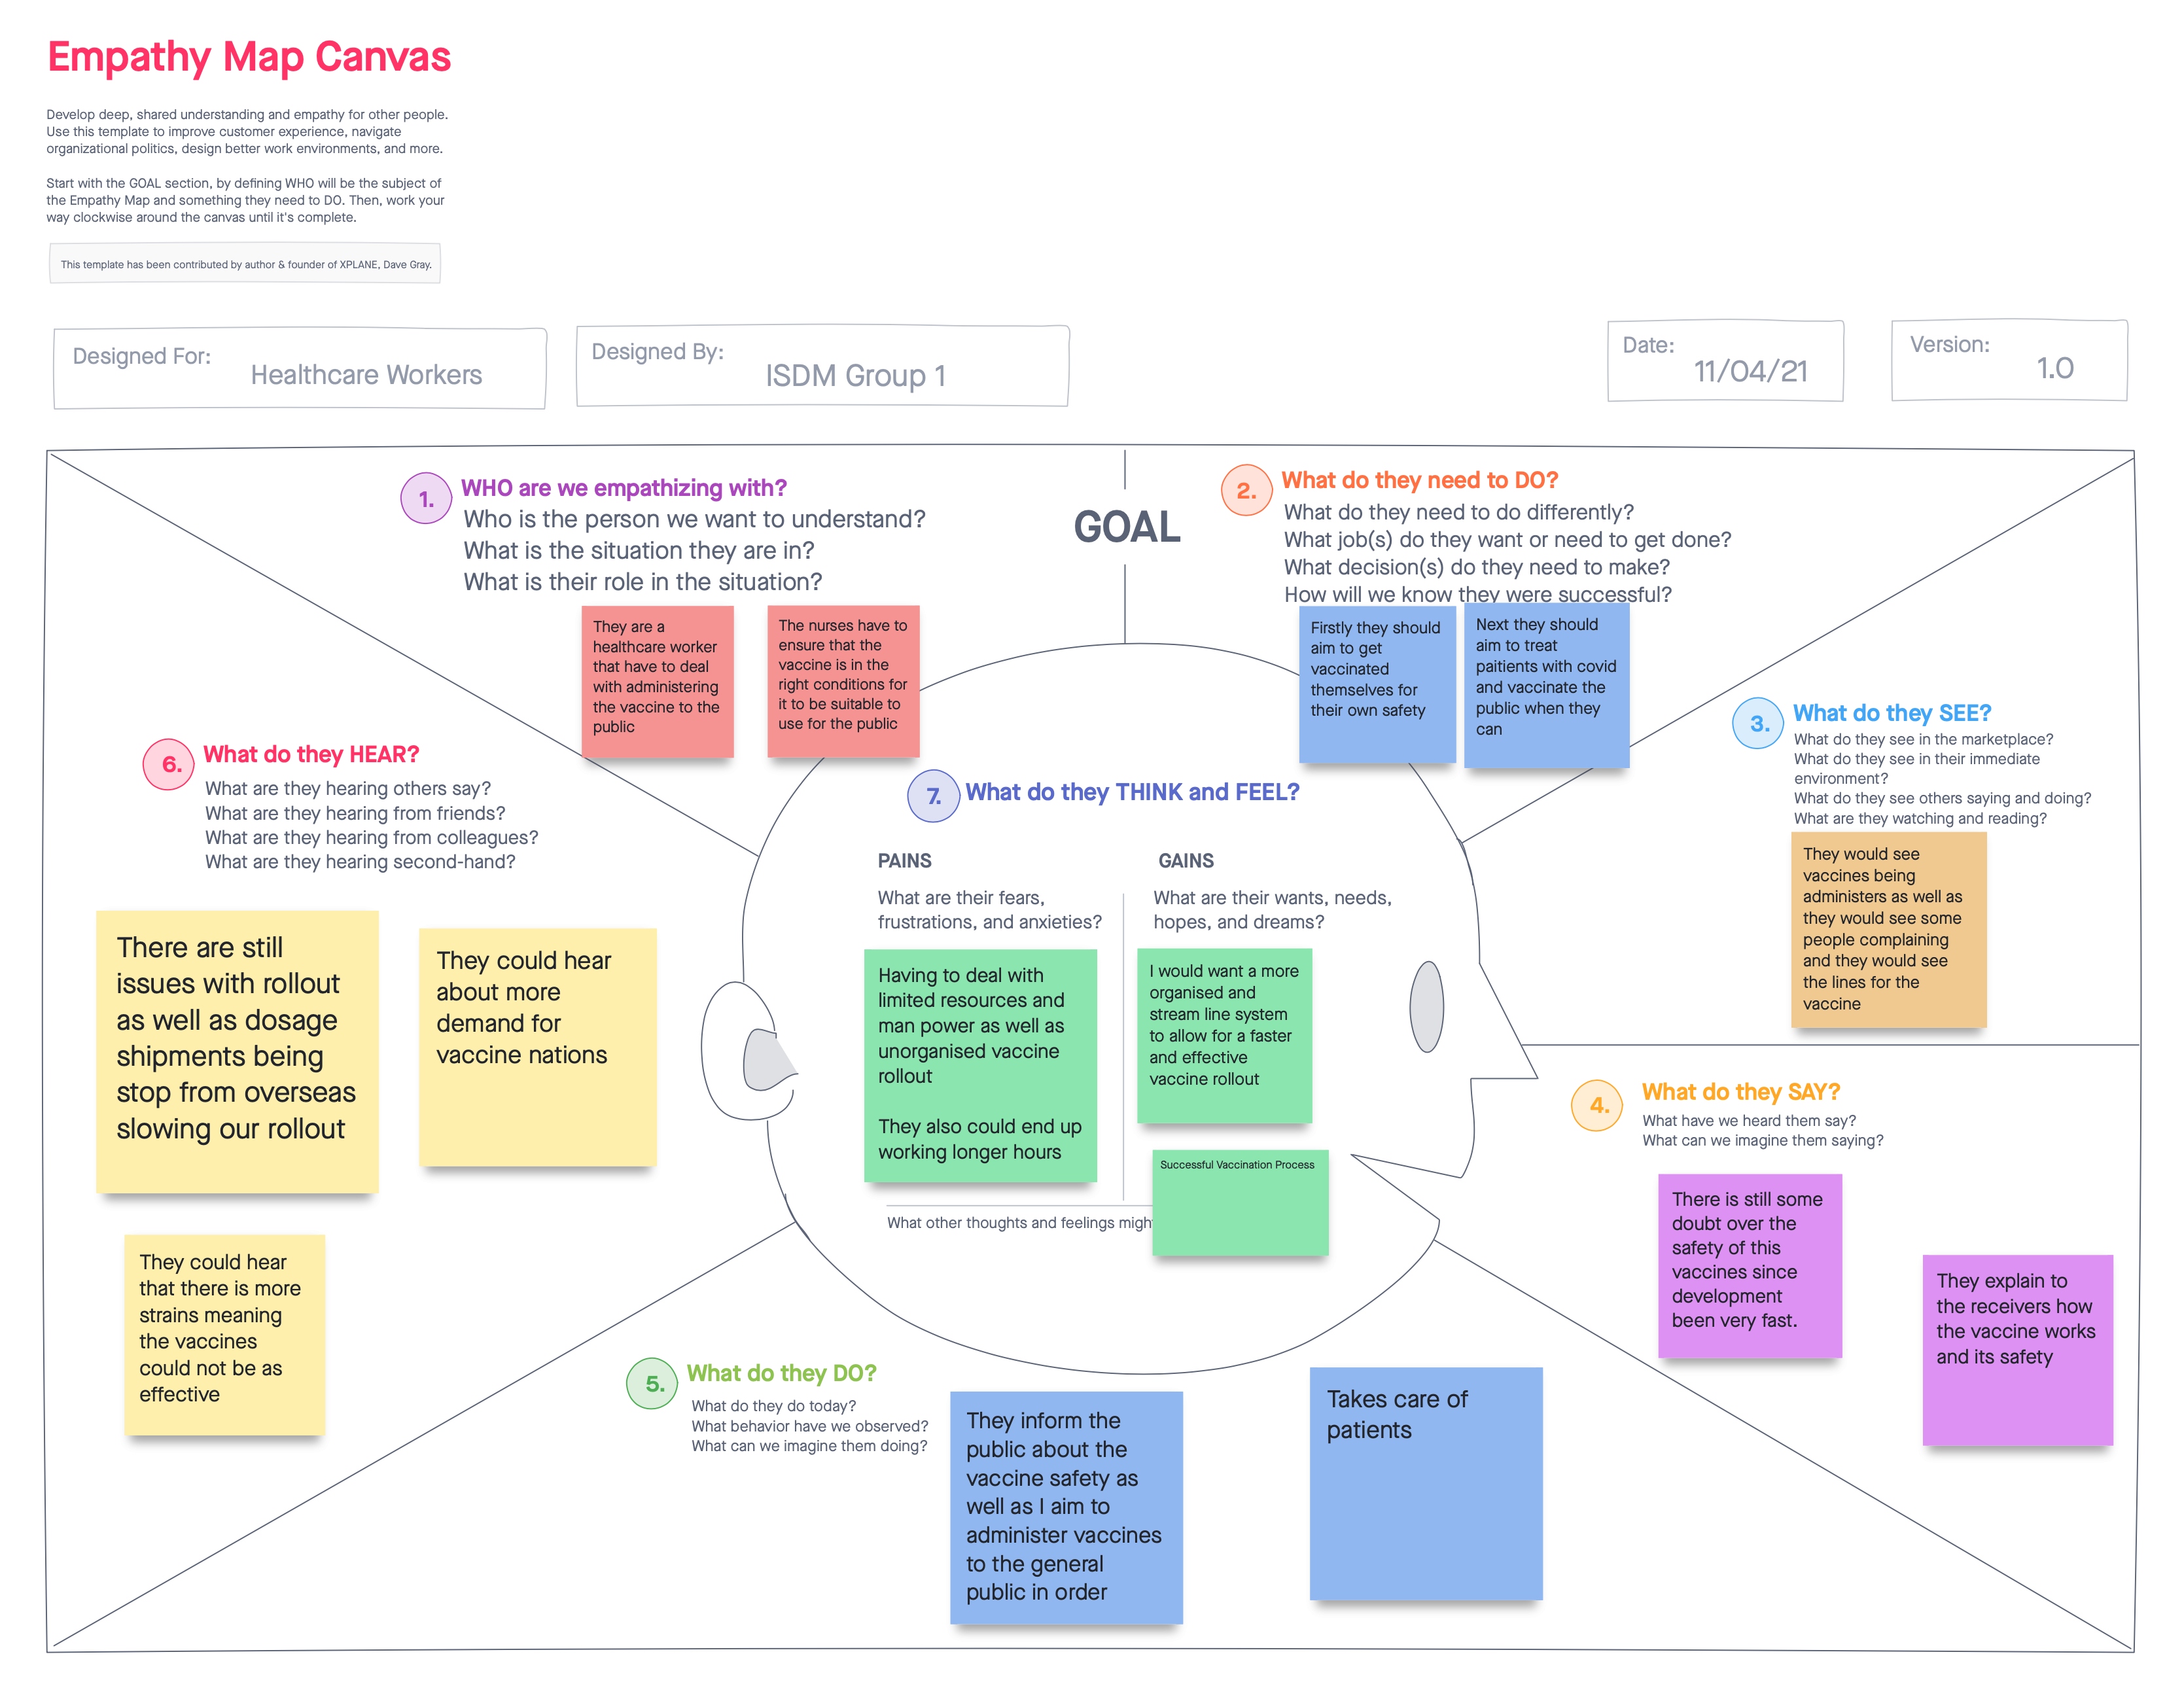 Empathy Map Canvas
Develop deep, shared understanding and empathy for other people.
Use this template to improve customer experience, navigate
organizational politics, design better work environments, and more.
Start with the GOAL section, by defining WHO will be the subject of
the Empathy Map and something they need to DO. Then, work your
way clockwise around the canvas until it's complete.
This template has been contributed by author & founder of XPLANE, Dave Gray.
Designed For:
Healthcare Workers
Designed By:
ISDM Group 1
Date:
11/04/21
Version:
1.0
GOAL
1.
WHO are we empathizing with?
Who is the person we want to understand?
What is the situation they are in?
What is their role in the situation?
They are a
healthcare worker
that have to deal
with administering
the vaccine to the
public
The nurses have to
ensure that the
vaccine is in the
right conditions for
it to be suitable to
use for the public
2.
What do they need to DO?
What do they need to do differently?
What job(s) do they want or need to get done?
What decision(s) do they need to make?
How will we know they were successful?
Firstly they should
aim to get
vaccinated
themselves for
their own safety
Next they should
aim to treat
paitients with covid
and vaccinate the
public when they
can
3.
What do they SEE?
What do they see in the marketplace?
What do they see in their immediate
environment?
What do they see others saying and doing?
What are they watching and reading?
They would see
vaccines being
administers as well as
they would see some
people complaining
and they would see
the lines for the
vaccine
4.
What do they SAY?
What have we heard them say?
What can we imagine them saying?
There is still some
doubt over the
safety of this
vaccines since
development
been very fast.
They explain to
the receivers how
the vaccine works
and its safety
5.
What do they DO?
What do they do today?
What behavior have we observed?
What can we imagine them doing?
They inform the
public about the
vaccine safety as
well as I aim to
administer vaccines
to the general
public in order
Takes care of
patients
6.
What do they HEAR?
What are they hearing others say?
What are they hearing from friends?
What are they hearing from colleagues?
What are they hearing second-hand?
There are still
issues with rollout
as well as dosage
shipments being
stop from overseas
slowing our rollout
They could hear
about more
demand for
vaccine nations
They could hear
that there is more
strains meaning
the vaccines
could not be as
effective
7.
What do they THINK and FEEL?
PAINS
What are their fears,
frustrations, and anxieties?
Having to deal with
limited resources and
man power as well as
unorganised vaccine
rollout
They also could end up
working longer hours
GAINS
What are their wants, needs,
hopes, and dreams?
I would want a more
organised and
stream line system
to allow for a faster
and effective
vaccine rollout
Successful Vaccination Process
What other thoughts and feelings